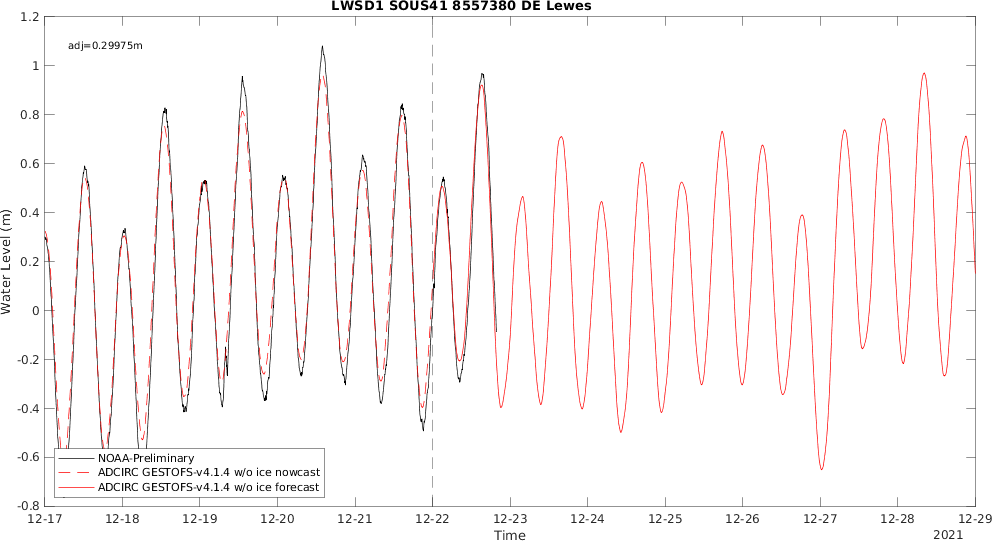 LWSD1 SOUS41 8557380 DE Lewes
1.2
1
0.8
0.6
0.4
0.2
0
-0.2
-0.4
-0.6
-0.8
Water Level (m)
adj=0.29975m
NOAA-Preliminary
ADCIRC GESTOFS-v4.1.4 w/o ice nowcast
ADCIRC GESTOFS-v4.1.4 w/o ice forecast
12-17 12-18 12-19 12-20 12-21 12-22 12-23 12-24 12-25 12-26 12-27 12-28 12-29
Time
2021